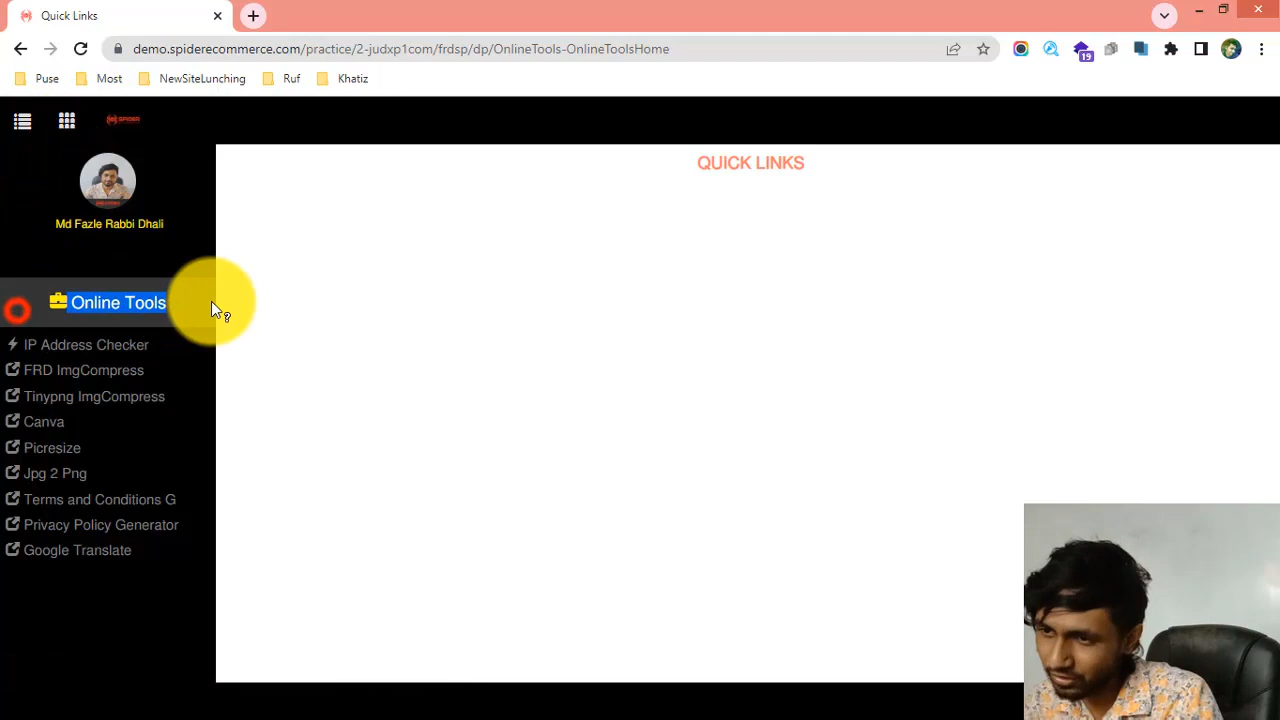 Quick Links
demo.spiderecommerce.com/practice/2-judxp1com/frdsp/dp/OnlineTools-OnlineToolsHome
19
Puse
Most
NewSiteLunching
Ruf
Khatiz
SPIDER
QUICK LINKS
Md Fazle Rabbi Dhali
Online Tools
IP Address Checker
FRD ImgCompress
Tinypng ImgCompress
Canva
Picresize
Jpg 2 Png
Terms and Conditions G
Privacy Policy Generator
Google Translate